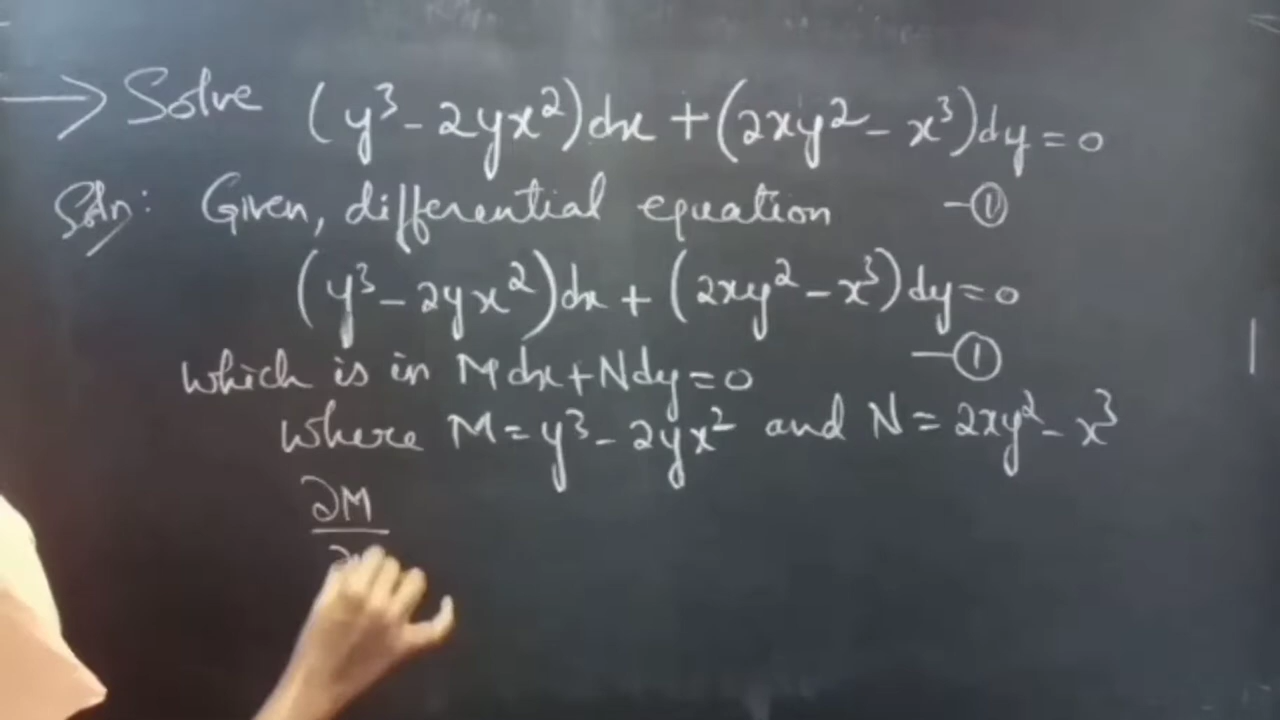 → Solve (y³ - 2yx²)dx + (2xy² - x³)dy = 0
Soln: Given, differential equation -①
(y³ - 2yx²)dx + (2xy² - x³)dy = 0
-①
which is in Mdx + Ndy = 0
where M = y³ - 2yx² and N = 2xy² - x³
∂M